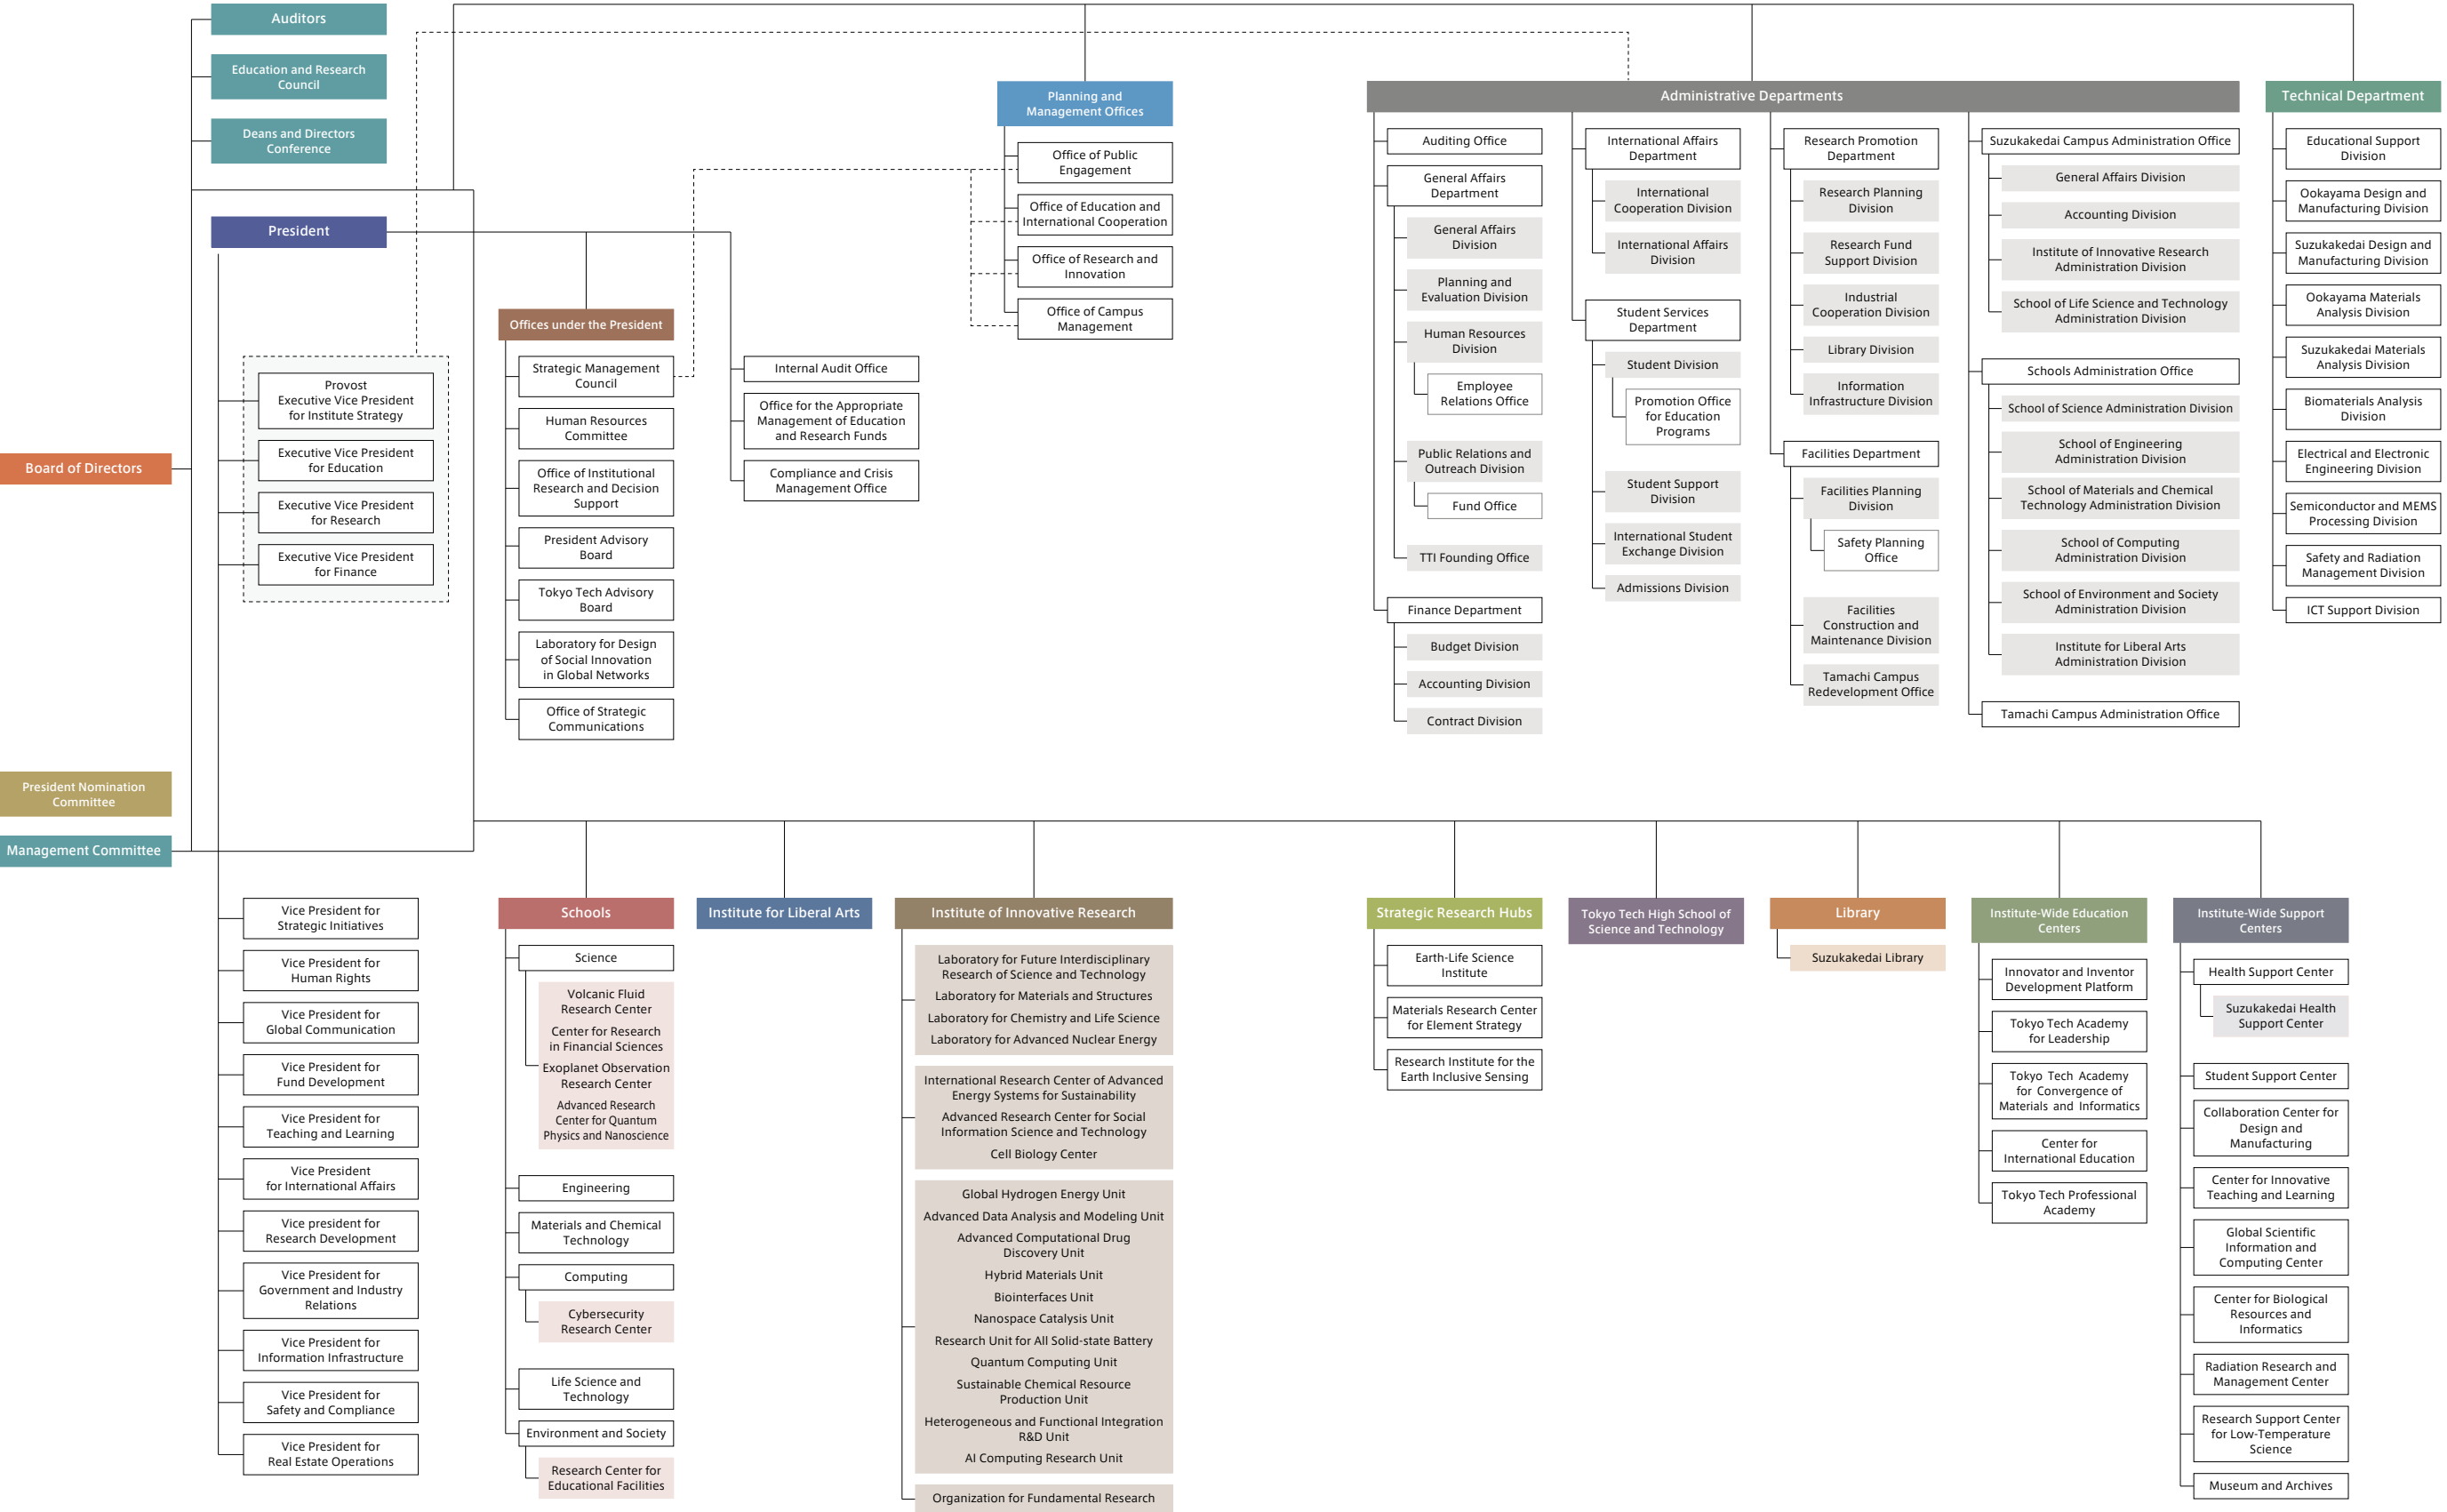 Auditors
Education and Research
Council
Deans and Directors
Conference
President
Board of Directors
President Nomination
Committee
Management Committee
Provost
Executive Vice President
for Institute Strategy
Executive Vice President
for Education
Executive Vice President
for Research
Executive Vice President
for Finance
Offices under the President
Strategic Management
Council
Human Resources
Committee
Office of Institutional
Research and Decision
Support
President Advisory
Board
Tokyo Tech Advisory
Board
Laboratory for Design
of Social Innovation
in Global Networks
Office of Strategic
Communications
Internal Audit Office
Office for the Appropriate
Management of Education
and Research Funds
Compliance and Crisis
Management Office
Planning and
Management Offices
Office of Public
Engagement
Office of Education and
International Cooperation
Office of Research and
Innovation
Office of Campus
Management
Administrative Departments
Auditing Office
General Affairs
Department
General Affairs
Division
Planning and
Evaluation Division
Human Resources
Division
Employee
Relations Office
Public Relations and
Outreach Division
Fund Office
TTI Founding Office
Finance Department
Budget Division
Accounting Division
Contract Division
International Affairs
Department
International
Cooperation Division
International Affairs
Division
Student Services
Department
Student Division
Promotion Office
for Education
Programs
Student Support
Division
International Student
Exchange Division
Admissions Division
Research Promotion
Department
Research Planning
Division
Research Fund
Support Division
Industrial
Cooperation Division
Library Division
Information
Infrastructure Division
Facilities Department
Facilities Planning
Division
Safety Planning
Office
Facilities
Construction and
Maintenance Division
Tamachi Campus
Redevelopment Office
Suzukakedai Campus Administration Office
General Affairs Division
Accounting Division
Institute of Innovative Research
Administration Division
School of Life Science and Technology
Administration Division
Schools Administration Office
School of Science Administration Division
School of Engineering
Administration Division
School of Materials and Chemical
Technology Administration Division
School of Computing
Administration Division
School of Environment and Society
Administration Division
Institute for Liberal Arts
Administration Division
Tamachi Campus Administration Office
Technical Department
Educational Support
Division
Ookayama Design and
Manufacturing Division
Suzukakedai Design and
Manufacturing Division
Ookayama Materials
Analysis Division
Suzukakedai Materials
Analysis Division
Biomaterials Analysis
Division
Electrical and Electronic
Engineering Division
Semiconductor and MEMS
Processing Division
Safety and Radiation
Management Division
ICT Support Division
Vice President for
Strategic Initiatives
Vice President for
Human Rights
Vice President for
Global Communication
Vice President for
Fund Development
Vice President for
Teaching and Learning
Vice President
for International Affairs
Vice president for
Research Development
Vice President for
Government and Industry
Relations
Vice President for
Information Infrastructure
Vice President for
Safety and Compliance
Vice President for
Real Estate Operations
Schools
Science
Volcanic Fluid
Research Center
Center for Research
in Financial Sciences
Exoplanet Observation
Research Center
Advanced Research
Center for Quantum
Physics and Nanoscience
Engineering
Materials and Chemical
Technology
Computing
Cybersecurity
Research Center
Life Science and
Technology
Environment and Society
Research Center for
Educational Facilities
Institute for Liberal Arts
Institute of Innovative Research
Laboratory for Future Interdisciplinary
Research of Science and Technology
Laboratory for Materials and Structures
Laboratory for Chemistry and Life Science
Laboratory for Advanced Nuclear Energy
International Research Center of Advanced
Energy Systems for Sustainability
Advanced Research Center for Social
Information Science and Technology
Cell Biology Center
Global Hydrogen Energy Unit
Advanced Data Analysis and Modeling Unit
Advanced Computational Drug
Discovery Unit
Hybrid Materials Unit
Biointerfaces Unit
Nanospace Catalysis Unit
Research Unit for All Solid-state Battery
Quantum Computing Unit
Sustainable Chemical Resource
Production Unit
Heterogeneous and Functional Integration
R&D Unit
AI Computing Research Unit
Organization for Fundamental Research
Strategic Research Hubs
Earth-Life Science
Institute
Materials Research Center
for Element Strategy
Research Institute for the
Earth Inclusive Sensing
Tokyo Tech High School of
Science and Technology
Library
Suzukakedai Library
Institute-Wide Education
Centers
Innovator and Inventor
Development Platform
Tokyo Tech Academy
for Leadership
Tokyo Tech Academy
for Convergence of
Materials and Informatics
Center for
International Education
Tokyo Tech Professional
Academy
Institute-Wide Support
Centers
Health Support Center
Suzukakedai Health
Support Center
Student Support Center
Collaboration Center for
Design and
Manufacturing
Center for Innovative
Teaching and Learning
Global Scientific
Information and
Computing Center
Center for Biological
Resources and
Informatics
Radiation Research and
Management Center
Research Support Center
for Low-Temperature
Science
Museum and Archives